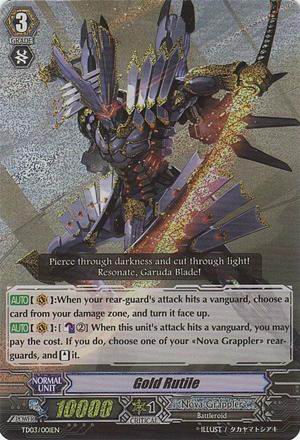 3
GRADE
Pierce through darkness and cut through light!
Resonate, Garuda Blade!
AUTO :When your rear-guard's attack hits a vanguard, choose a
card from your damage zone, and turn it face up.
AUTO :[②] When this unit's attack hits a vanguard, you may
pay the cost. If you do, choose one of your «Nova Grappler» rear-guards,
and it.
NORMAL
UNIT
Gold Rutile
POWER
10000
1
CRITICAL
«Nova Grappler»
Battleroid
TD03/001EN
ILLUST / タカヤマトシアキ